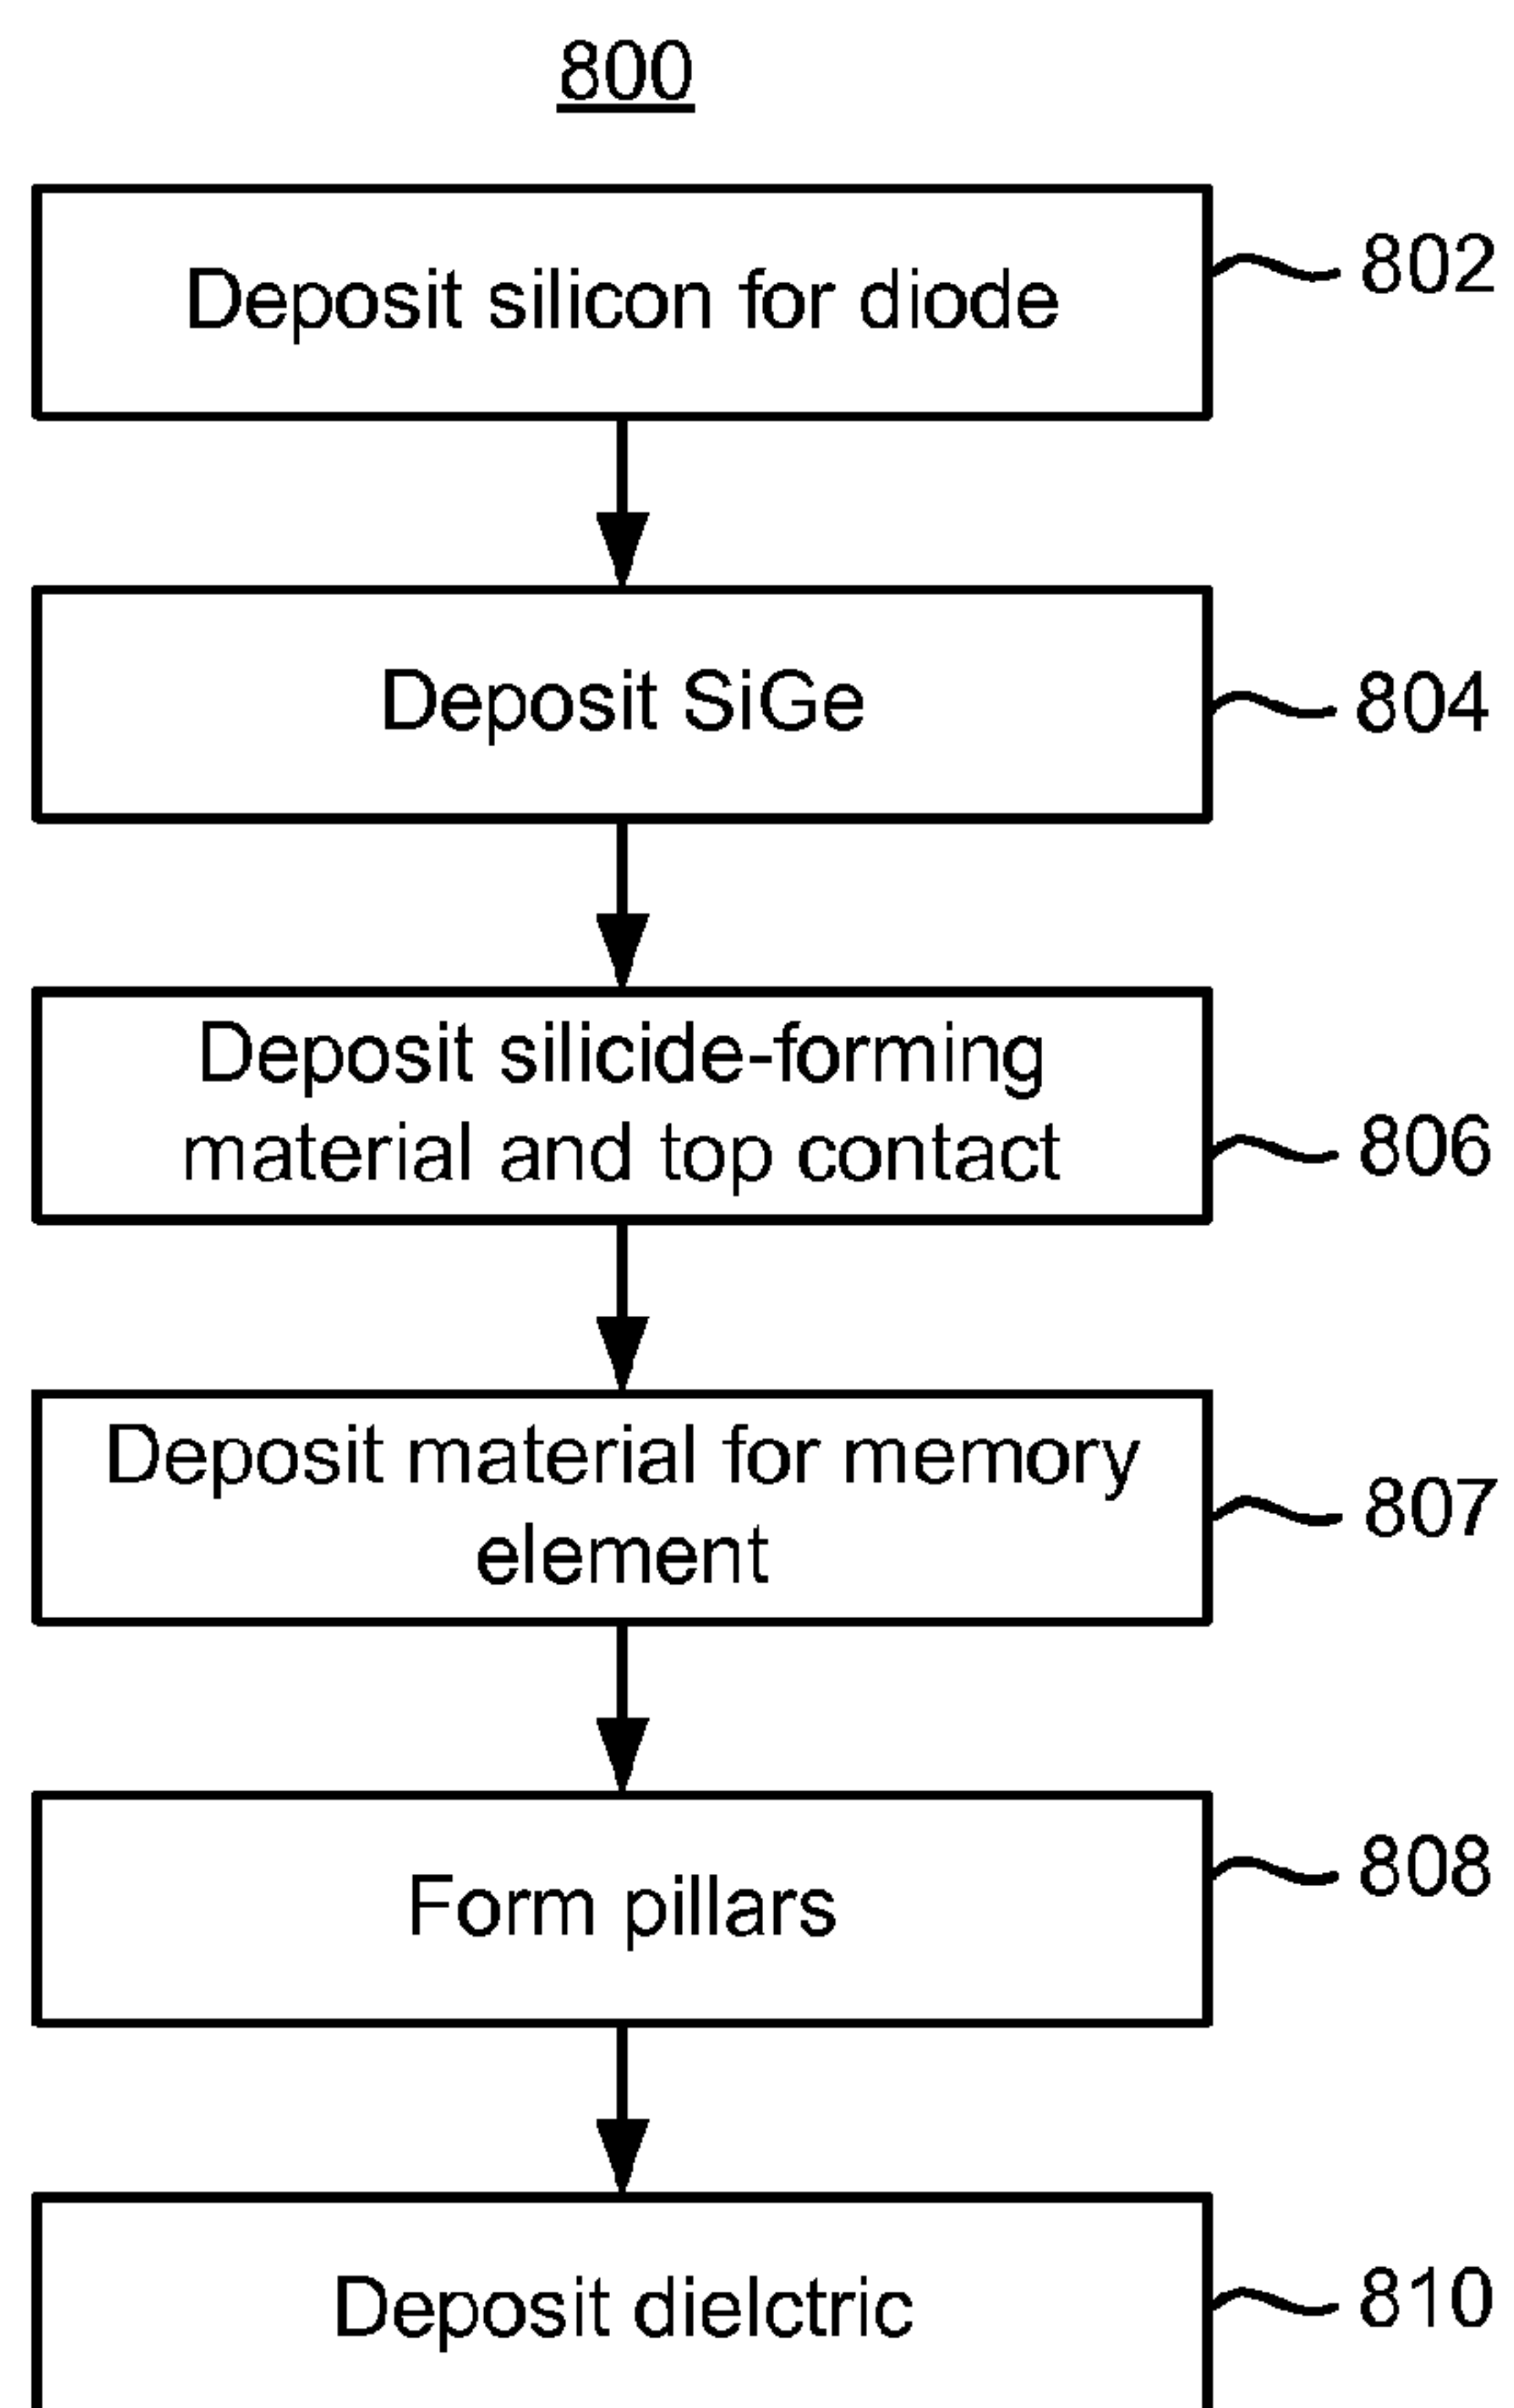 800
Deposit silicon for diode
802
Deposit SiGe
804
Deposit silicide-forming
material and top contact
806
Deposit material for memory
element
807
Form pillars
808
Deposit dielctric
810